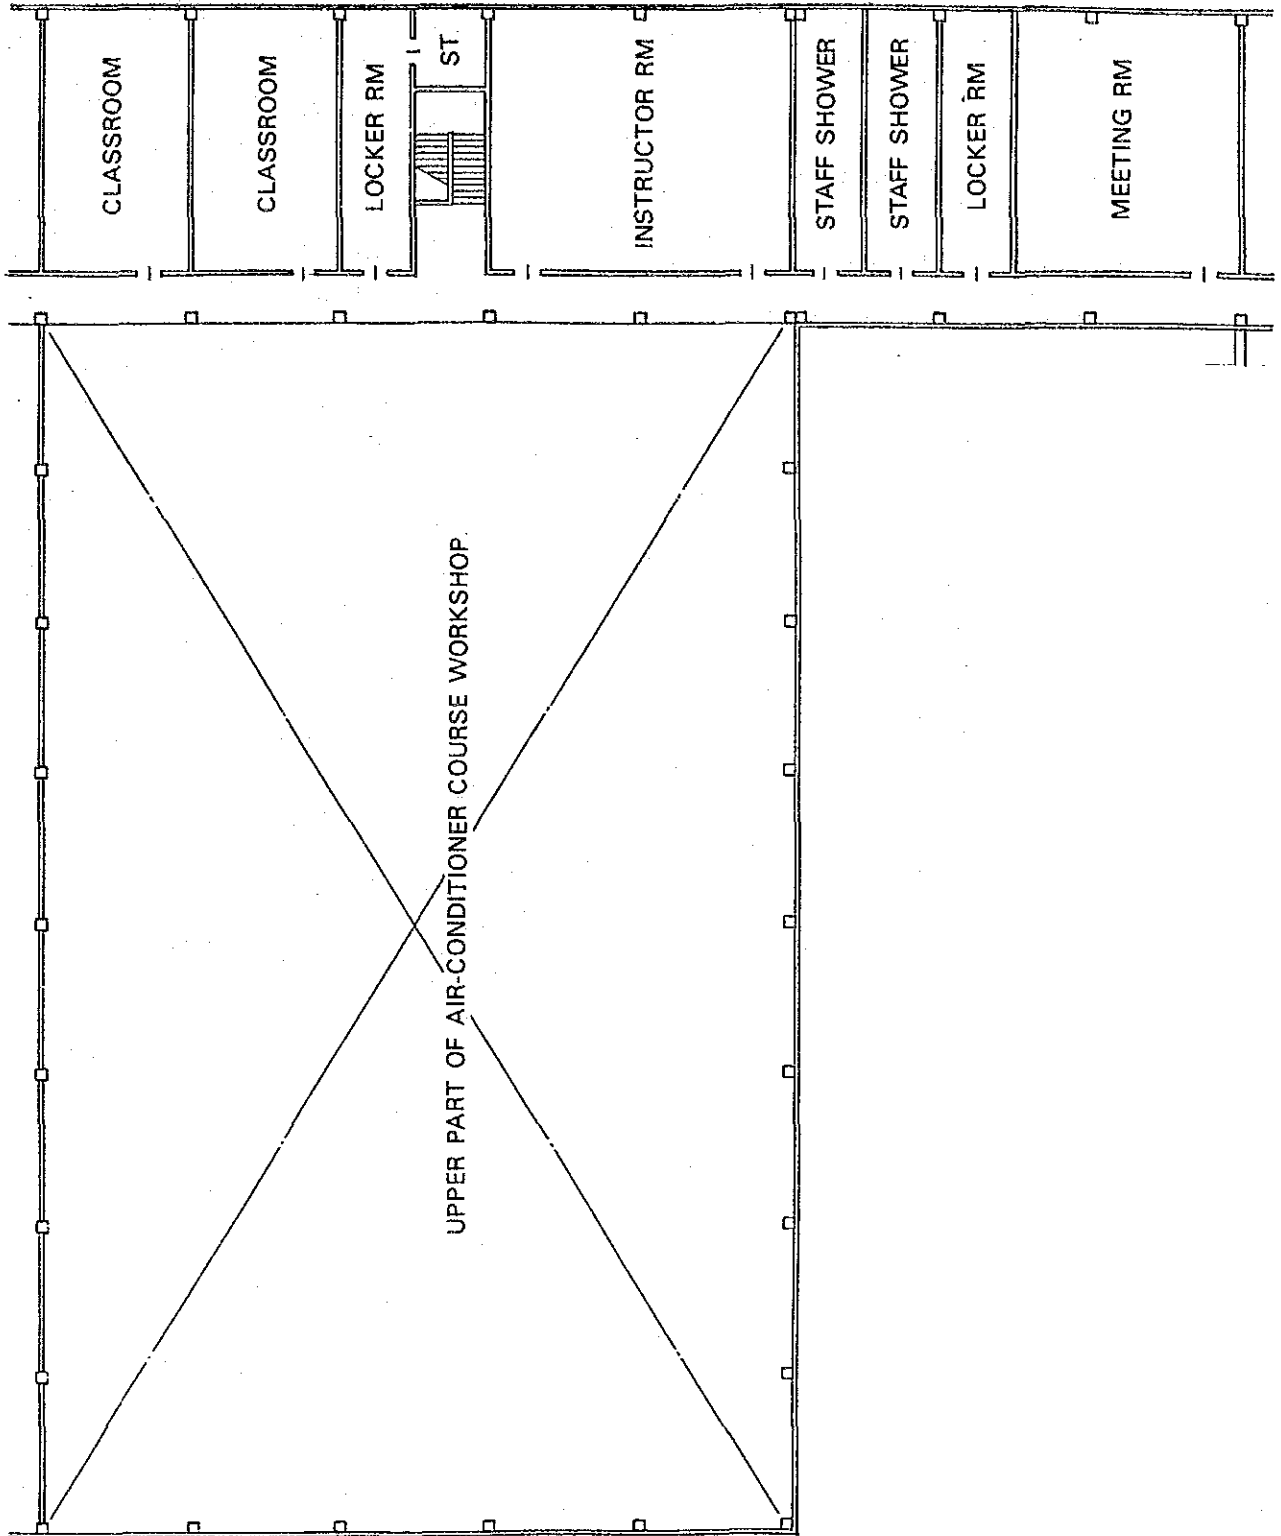 CLASSROOM
CLASSROOM
LOCKER RM
ST.
INSTRUCTOR RM
STAFF SHOWER
STAFF SHOWER
LOCKER RM
MEETING RM
UPPER PART OF AIR-CONDITIONER COURSE WORKSHOP.